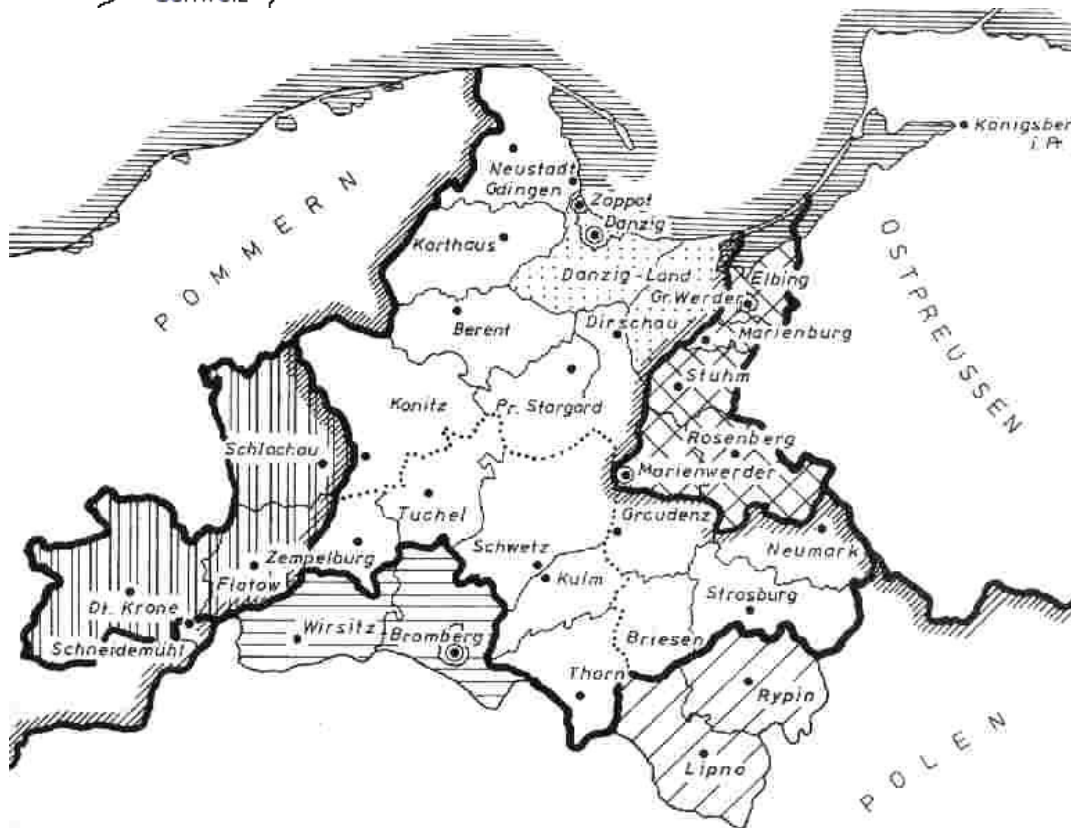 Schweiz
Königsber
i. Pr
Neustadt
Gdingen
Zoppot
Danzig
POMMERN
OSTPREUSSEN
Karthaus
Danzig-Land
Elbing
Gr. Werder
Berent
Dirschau
Marienburg
Stuhm
Konitz
Pr. Stargard
Schlochau
Rosenberg
Marienwerder
Tuchel
Graudenz
Zempelburg
Schwetz
Neumark
Flatow
Kulm
Dt. Krone
Strasburg
Schneidemühl
Wirsitz
Bromberg
Briesen
Thorn
Rypin
Lipno
POLEN